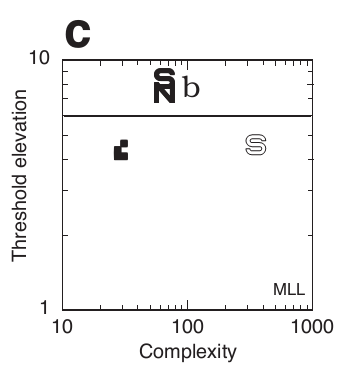 C
10
S
N b
S
1
MLL
10 100 1000
Threshold elevation
Complexity